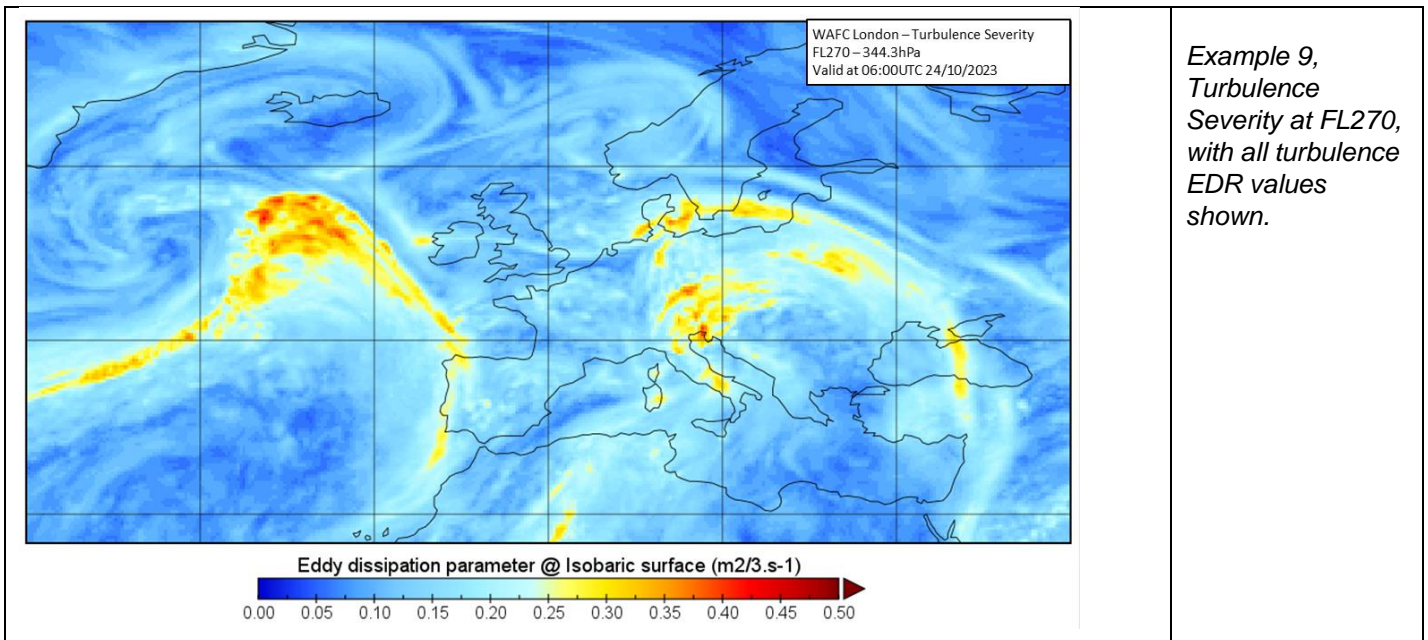 WAFC London – Turbulence Severity
FL270 – 344.3hPa
Valid at 06:00UTC 24/10/2023
Example 9,
Turbulence
Severity at FL270,
with all turbulence
EDR values
shown.
Eddy dissipation parameter @ Isobaric surface (m2/3.s-1)
0.00 0.05 0.10 0.15 0.20 0.25 0.30 0.35 0.40 0.45 0.50